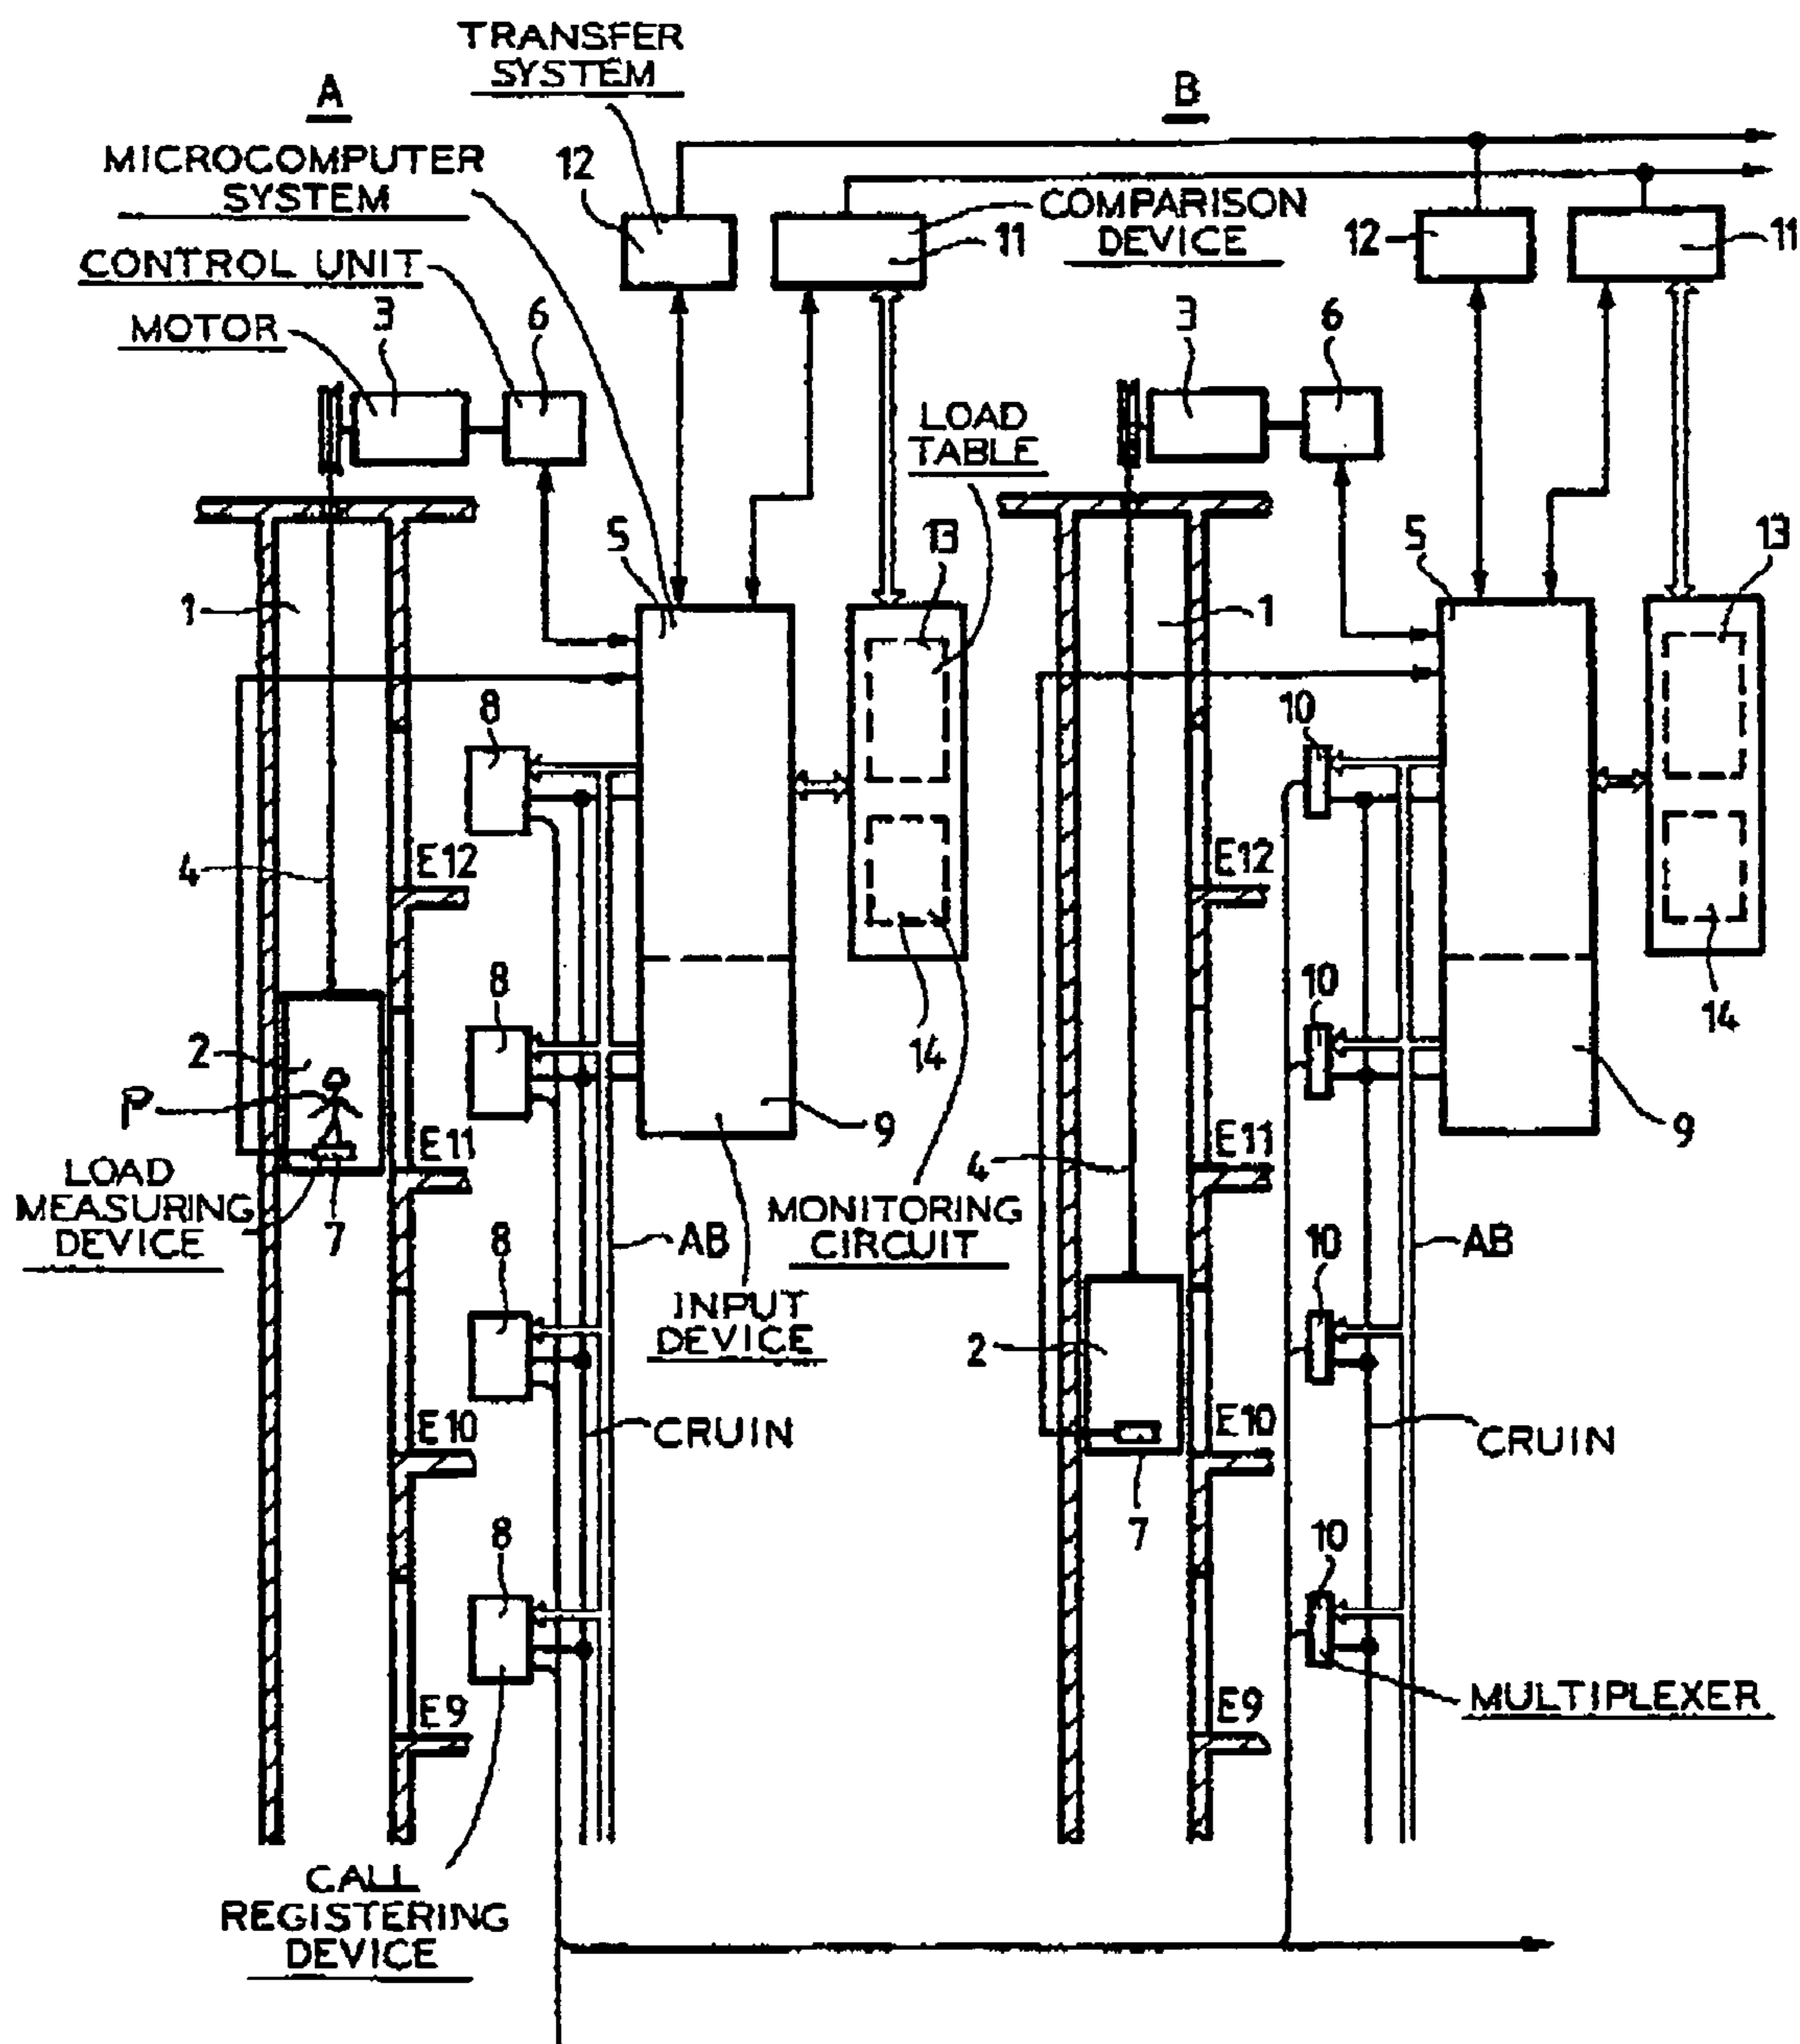 TRANSFER
SYSTEM
A
B
MICROCOMPUTER
SYSTEM
12
COMPARISON
DEVICE
11
12
11
CONTROL UNIT
MOTOR
3
6
3
6
LOAD
TABLE
5
13
5
13
1
1
8
10
4
E12
E12
8
10
14
14
2
P
9
9
E11
E11
4
LOAD
MEASURING
DEVICE
7
8
AB
MONITORING
CIRCUIT
10
AB
INPUT
DEVICE
2
E10
CRUIN
E10
CRUIN
8
7
10
E9
E9
MULTIPLEXER
CALL
REGISTERING
DEVICE